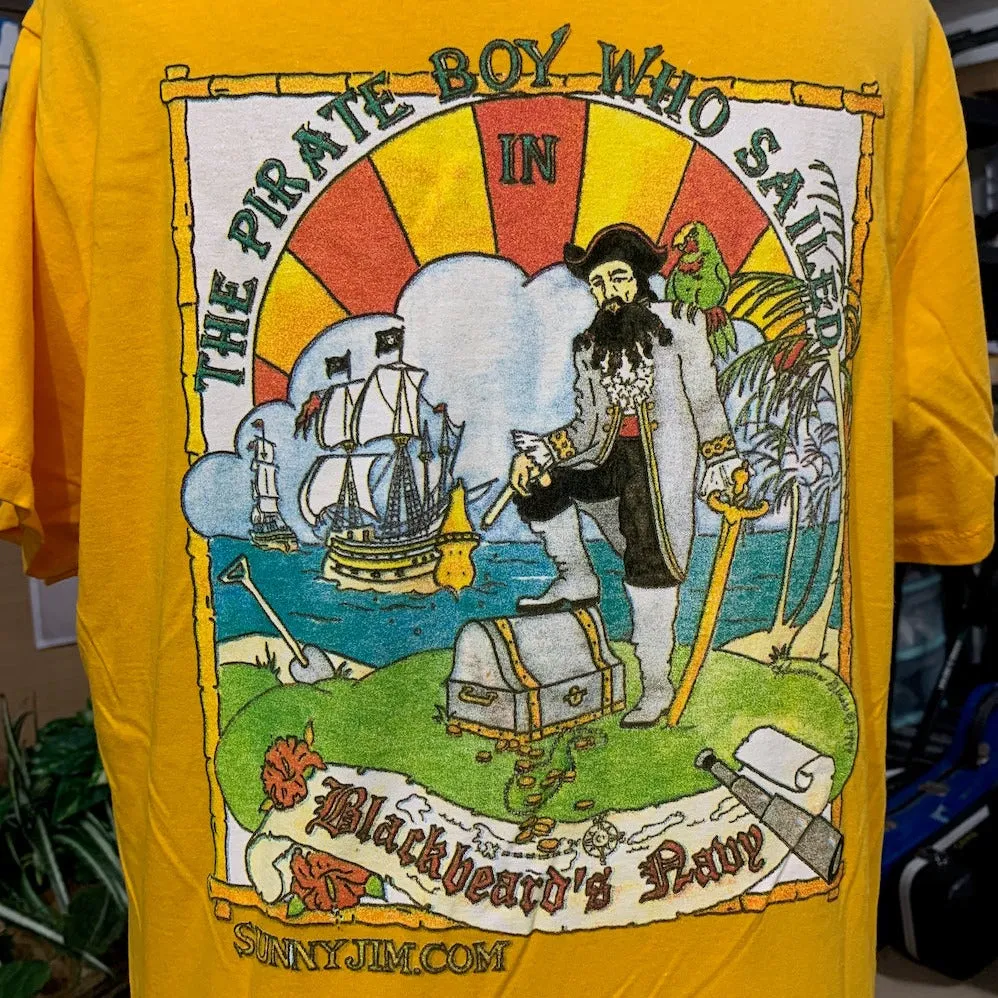 THE PIRATE BOY WHO SAILED
IN
Blackbeard's Navy
SUNNYJIM.COM